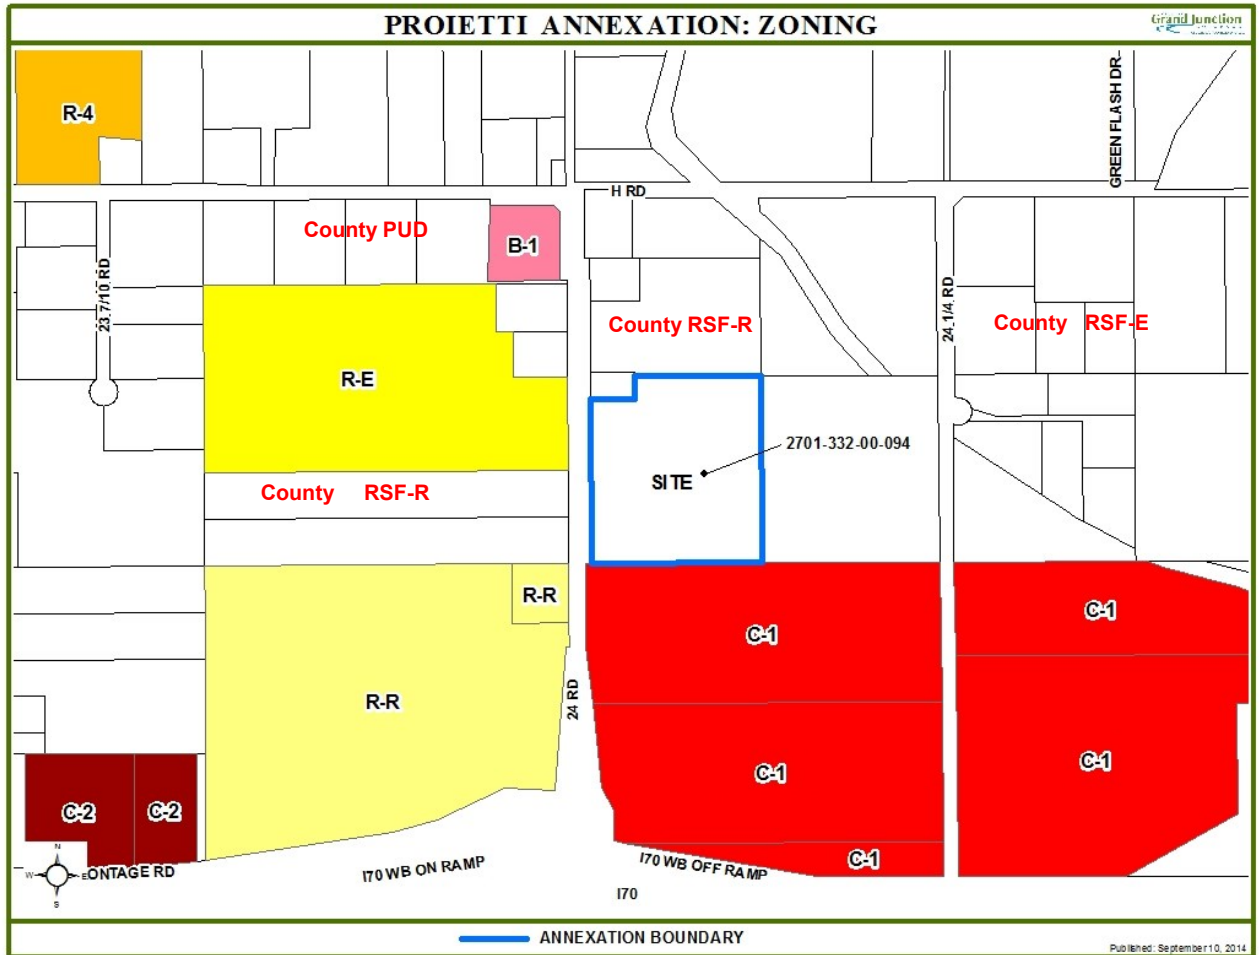 PROIETTI ANNEXATION: ZONING
Grand Junction
R-4
GREEN FLASH DR
H RD
County PUD
B-1
23 7/10 RD
24 1/4 RD
County RSF-R
County RSF-E
R-E
2701-332-00-094
SITE
County RSF-R
R-R
C-1
C-1
R-R
24 RD
C-1
C-1
C-2
C-2
C-1
N
W
E
S
ONTAGE RD
I70 WB ON RAMP
I70 WB OFF RAMP
I70
ANNEXATION BOUNDARY
Published: September 10, 2014